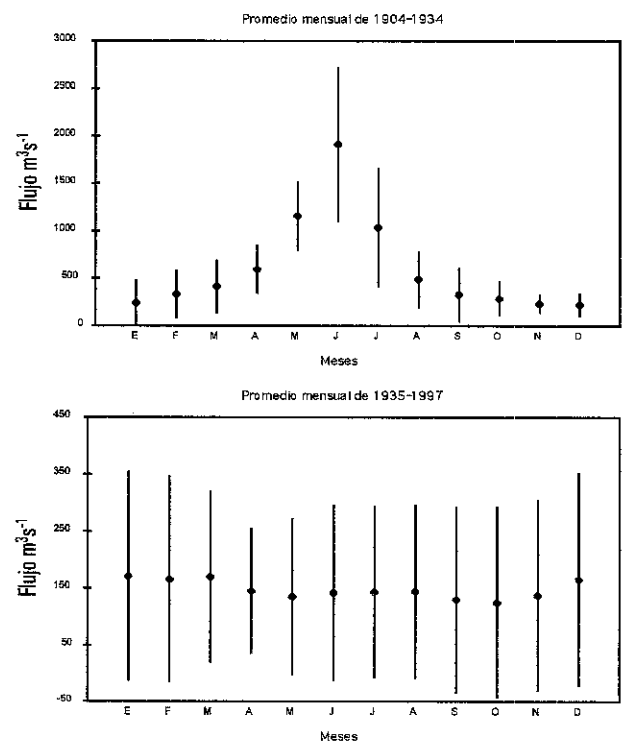 Promedio mensual de 1904-1934
3000
2500
2000
1500
1000
500
0
Flujo m³s⁻¹
E F M A M J J A S O N D
Meses
Promedio mensual de 1935-1997
450
350
250
150
50
-50
Flujo m³s⁻¹
E F M A M J J A S O N D
Meses